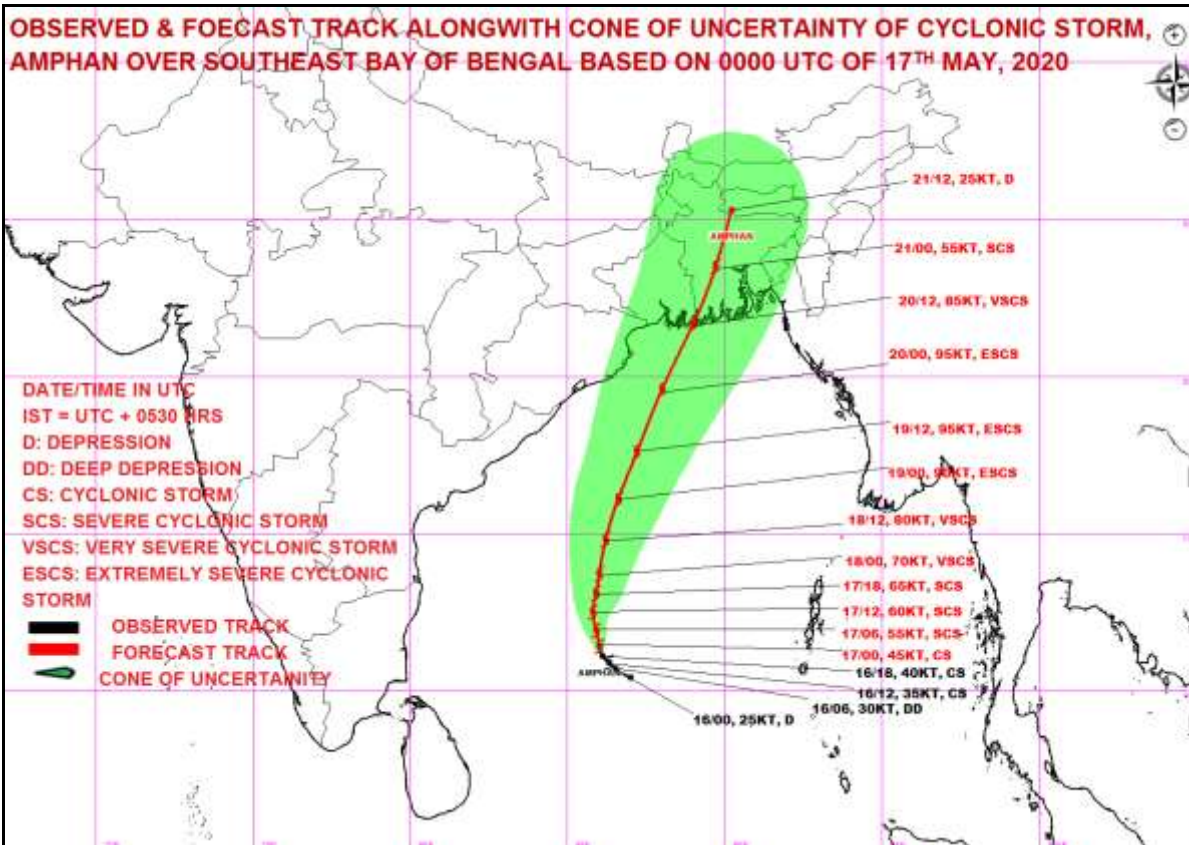 OBSERVED & FOECAST TRACK ALONGWITH CONE OF UNCERTAINTY OF CYCLONIC STORM,
AMPHAN OVER SOUTHEAST BAY OF BENGAL BASED ON 0000 UTC OF 17TH MAY, 2020
21/12, 25KT, D
AMPHAN
21/00, 55KT, SCS
20/12, 85KT, VSCS
20/00, 95KT, ESCS
19/12, 95KT, ESCS
19/00, 90KT, ESCS
18/12, 80KT, VSCS
18/00, 70KT, VSCS
17/18, 65KT, SCS
17/12, 60KT, SCS
17/06, 55KT, SCS
17/00, 45KT, CS
16/18, 40KT, CS
16/12, 35KT, CS
16/06, 30KT, DD
16/00, 25KT, D
AMPHAN
DATE/TIME IN UTC
IST = UTC + 0530 HRS
D: DEPRESSION
DD: DEEP DEPRESSION
CS: CYCLONIC STORM
SCS: SEVERE CYCLONIC STORM
VSCS: VERY SEVERE CYCLONIC STORM
ESCS: EXTREMELY SEVERE CYCLONIC
STORM
OBSERVED TRACK
FORECAST TRACK
CONE OF UNCERTAINITY